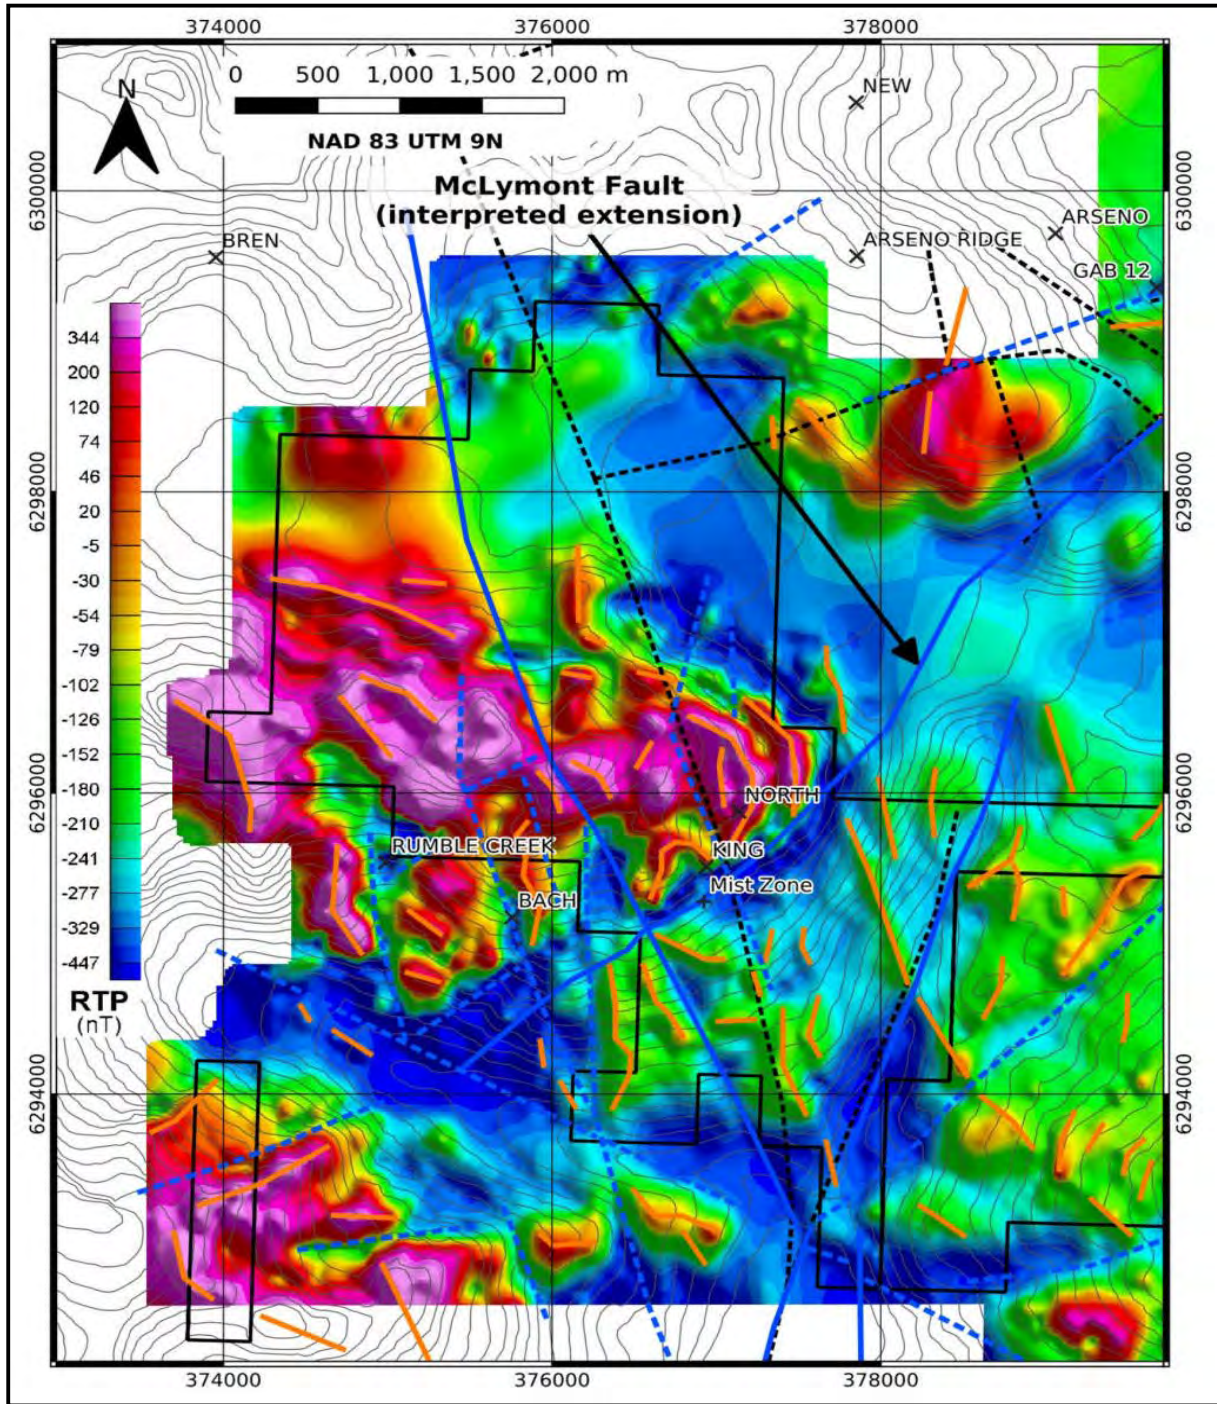 374000 376000 378000
N
0 500 1,000 1,500 2,000 m
NAD 83 UTM 9N
NEW
6300000
McLymont Fault
(interpreted extension)
6300000
BREN
ARSENO
ARSENO RIDGE
GAB 12
344
200
120
74
46
20
-5
-30
-54
-79
-102
-126
-152
-180
-210
-241
-277
-329
-447
RTP
(nT)
6298000
6298000
6296000
6296000
NORTH
RUMBLE CREEK
KING
Mist Zone
BACH
6294000
6294000
374000 376000 378000